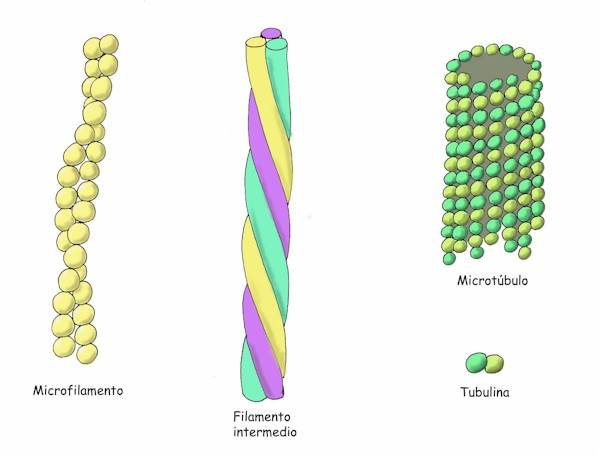 Microfilamento
Filamento
intermedio
Microtúbulo
Tubulina